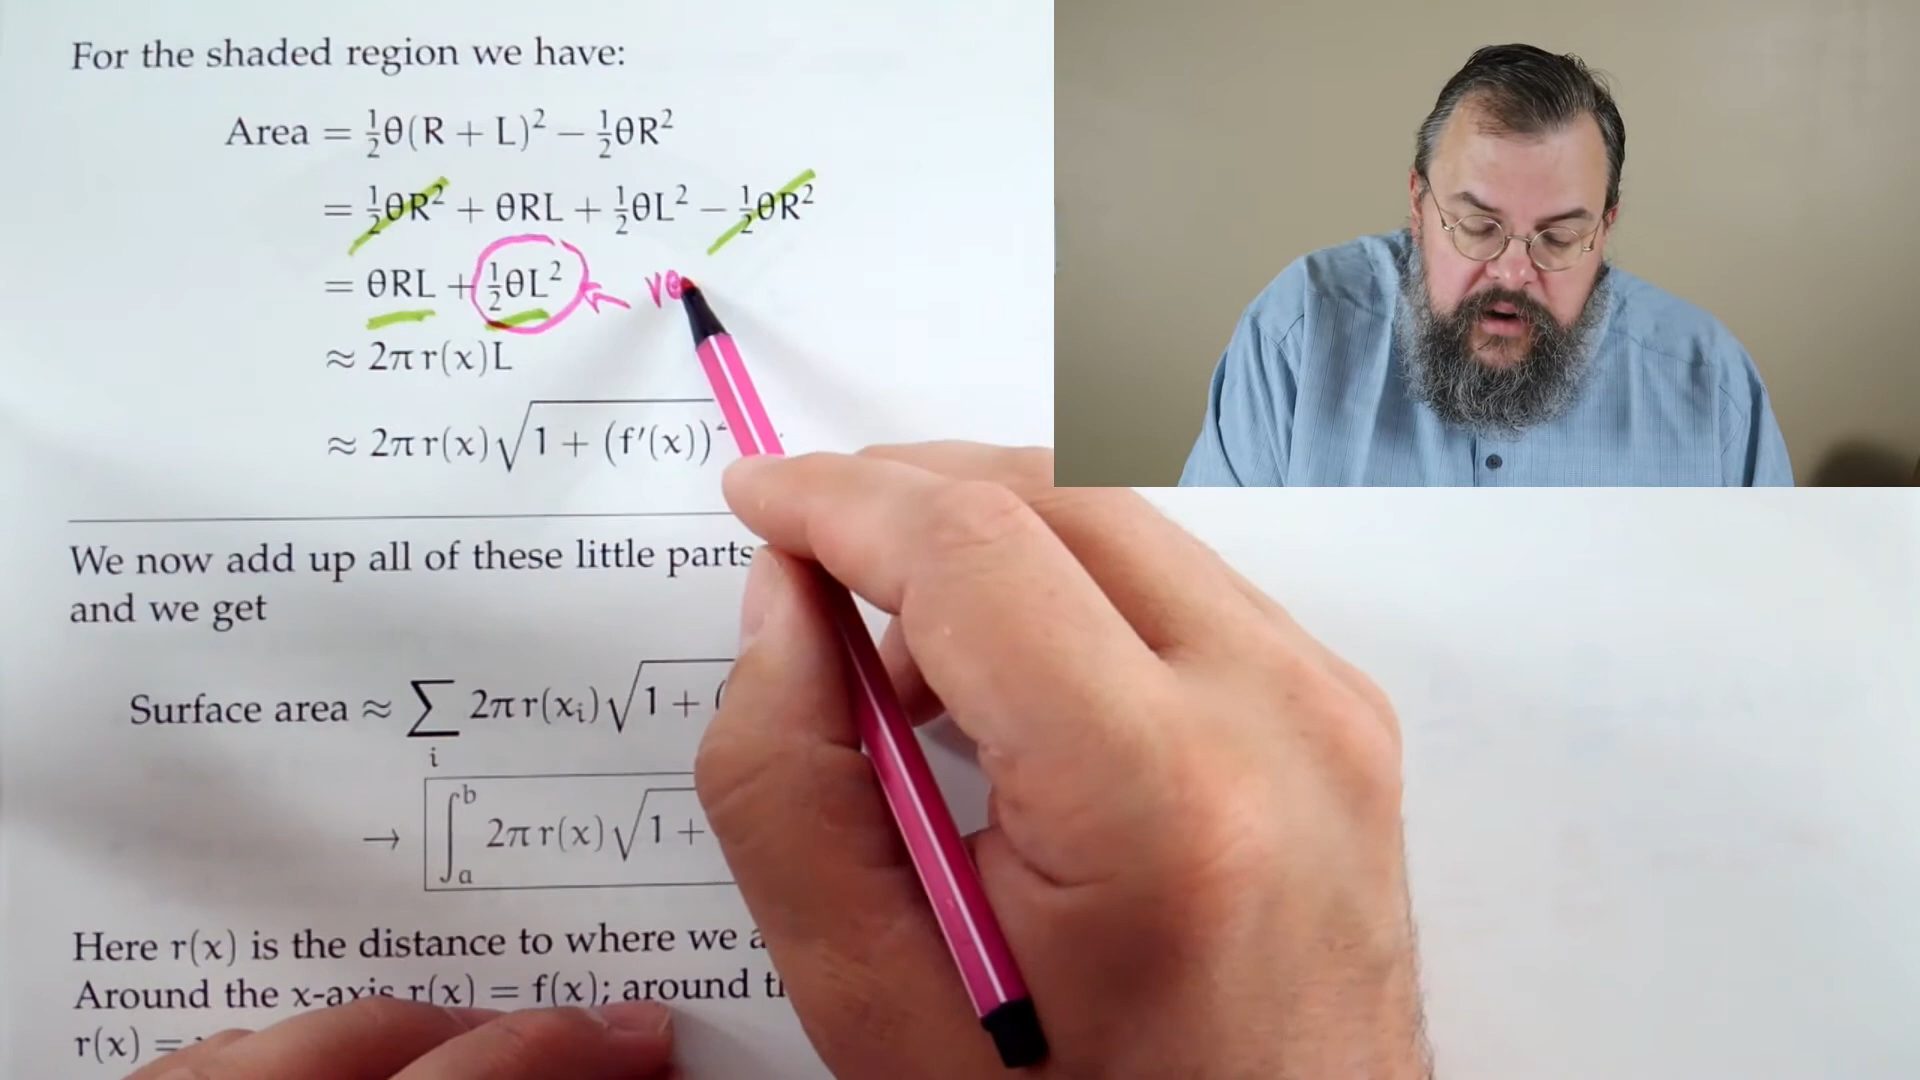 For the shaded region we have:
Area = ½θ(R + L)² − ½θR²
= ½θR² + θRL + ½θL² − ½θR²
= θRL + ½θL²
≈ 2πr(x)L
≈ 2πr(x)√1 + (f′(x))²
We now add up all of these little parts
and we get
Surface area ≈ ∑ᵢ 2πr(xᵢ)√1 + (
→ ∫ₐᵇ 2πr(x)√1 +
Here r(x) is the distance to where we
Around the x-axis r(x) = f(x); around
r(x) =